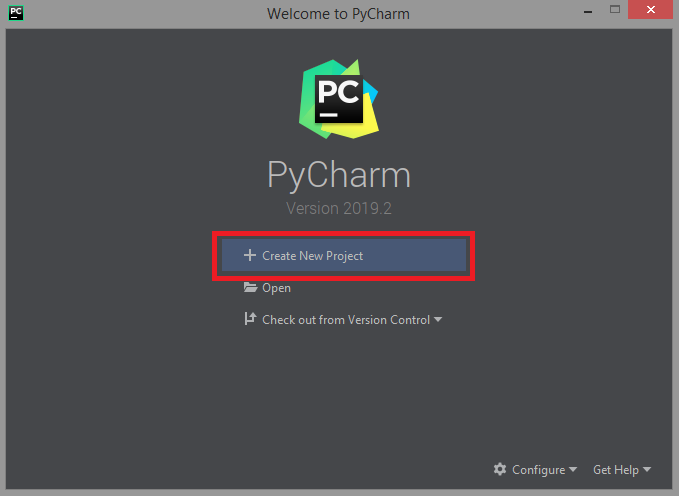 PC
Welcome to PyCharm
PC
PyCharm
Version 2019.2
Create New Project
Open
Check out from Version Control
Configure
Get Help